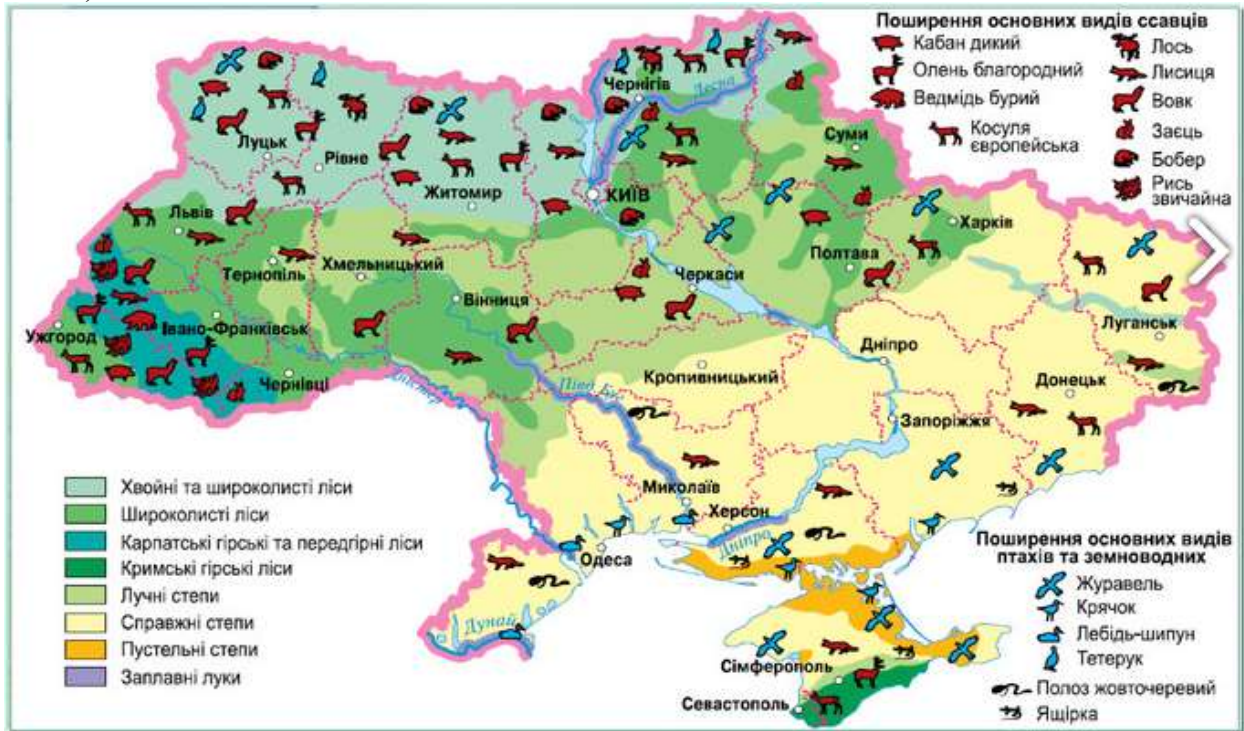 Поширення основних видів ссавців
Кабан дикий
Олень благородний
Ведмідь бурий
Косуля
європейська
Лось
Лисиця
Вовк
Заєць
Бобер
Рись
звичайна
Чернігів
Десна
Луцьк
Рівне
Житомир
КИЇВ
Суми
Львів
Тернопіль
Хмельницький
Вінниця
Черкаси
Полтава
Харків
Ужгород
Івано-Франківськ
Чернівці
Дністер
Півд. Буг
Кропивницький
Дніпро
Луганськ
Донецьк
Запоріжжя
Миколаїв
Херсон
Дніпро
Одеса
Дунай
Сімферополь
Севастополь
Хвойні та широколисті ліси
Широколисті ліси
Карпатські гірські та передгірні ліси
Кримські гірські ліси
Лучні степи
Справжні степи
Пустельні степи
Заплавні луки
Поширення основних видів
птахів та земноводних
Журавель
Крячок
Лебідь-шипун
Тетерук
Полоз жовточеревий
Ящірка